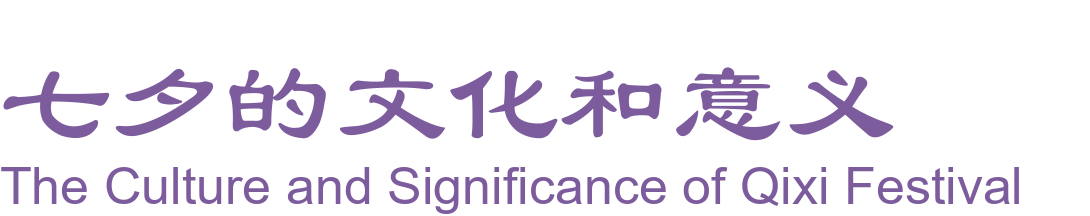 七夕的文化和意义
The Culture and Significance of Qixi Festival